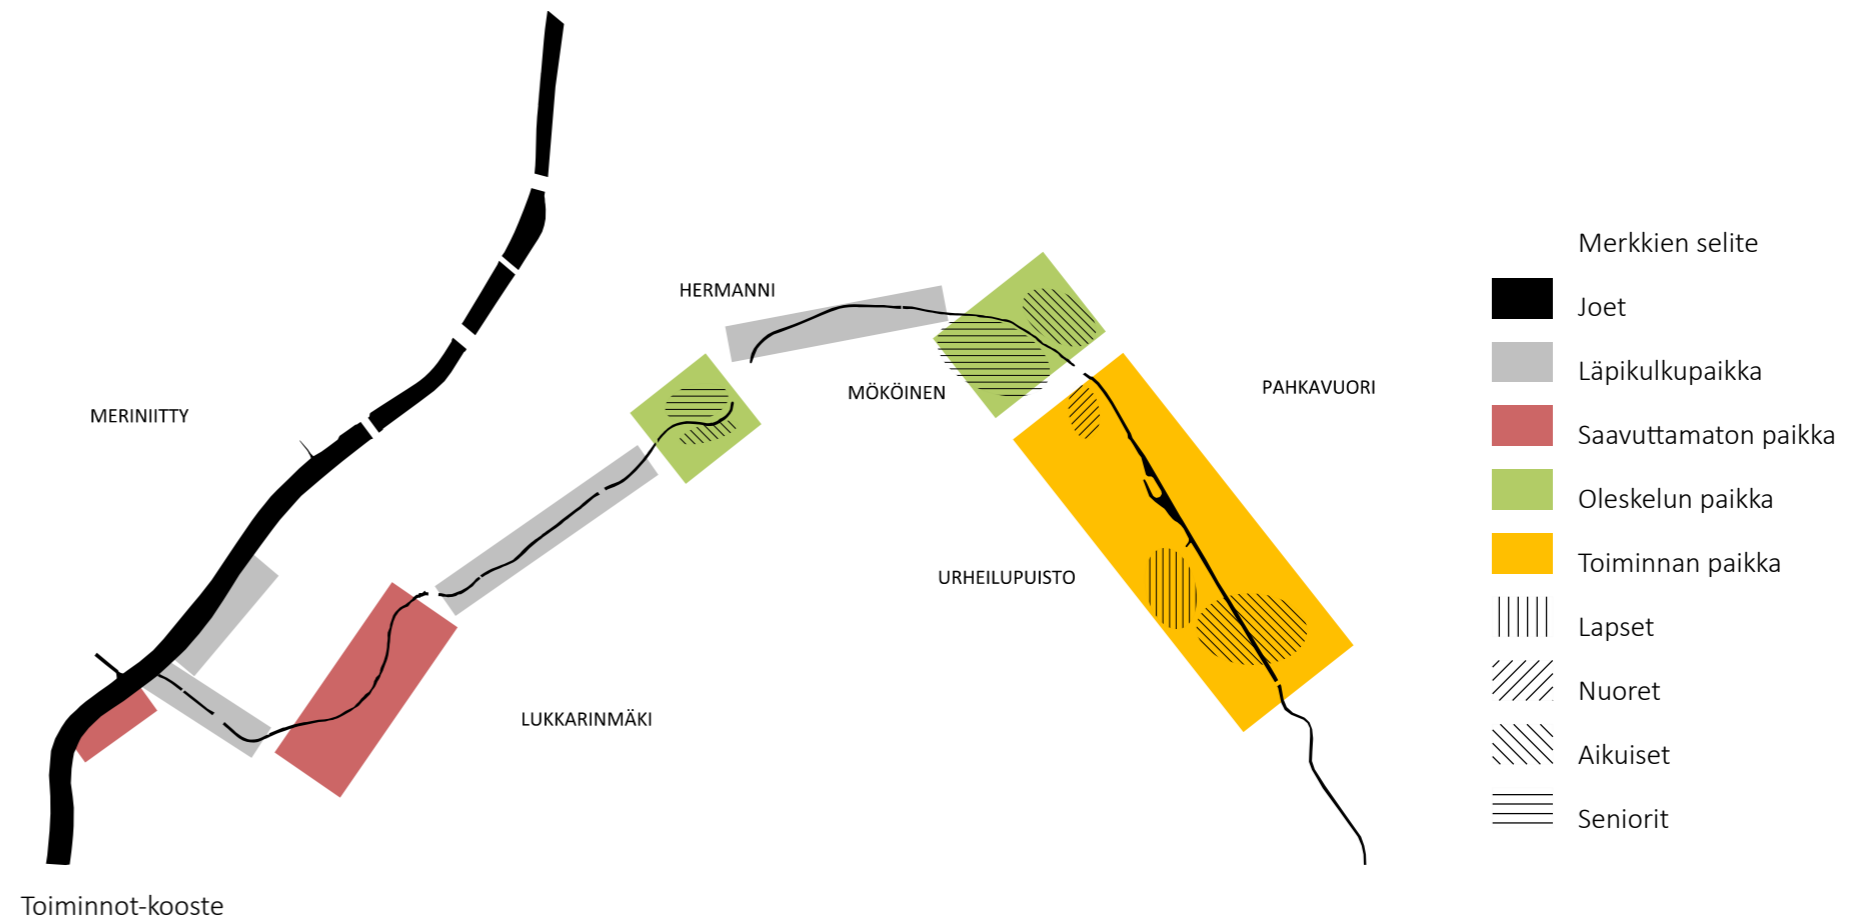 HERMANNI
MERINIITTY
MÖKÖINEN
PAHKAVUORI
URHEILUPUISTO
LUKKARINMÄKI
Merkkien selite
Joet
Läpikulkupaikka
Saavuttamaton paikka
Oleskelun paikka
Toiminnan paikka
Lapset
Nuoret
Aikuiset
Seniorit
Toiminnot-kooste